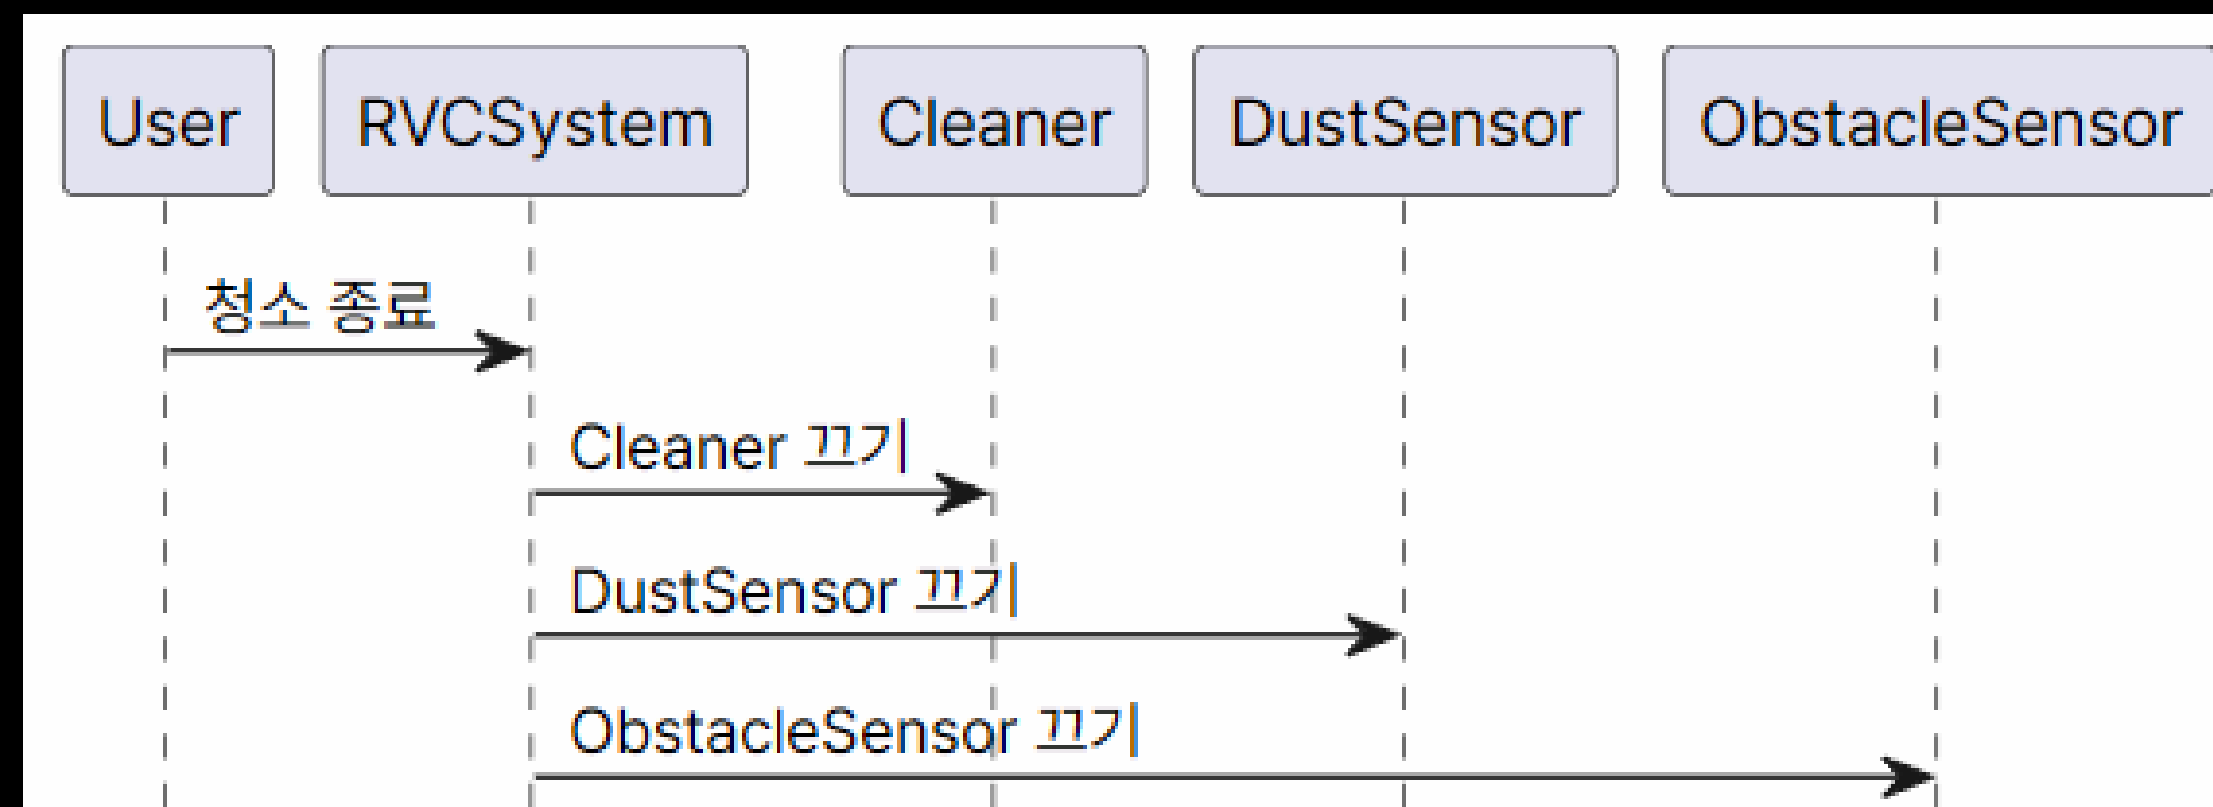 User RVCSystem Cleaner DustSensor ObstacleSensor
청소 종료
Cleaner 끄기
DustSensor 끄기
ObstacleSensor 끄기